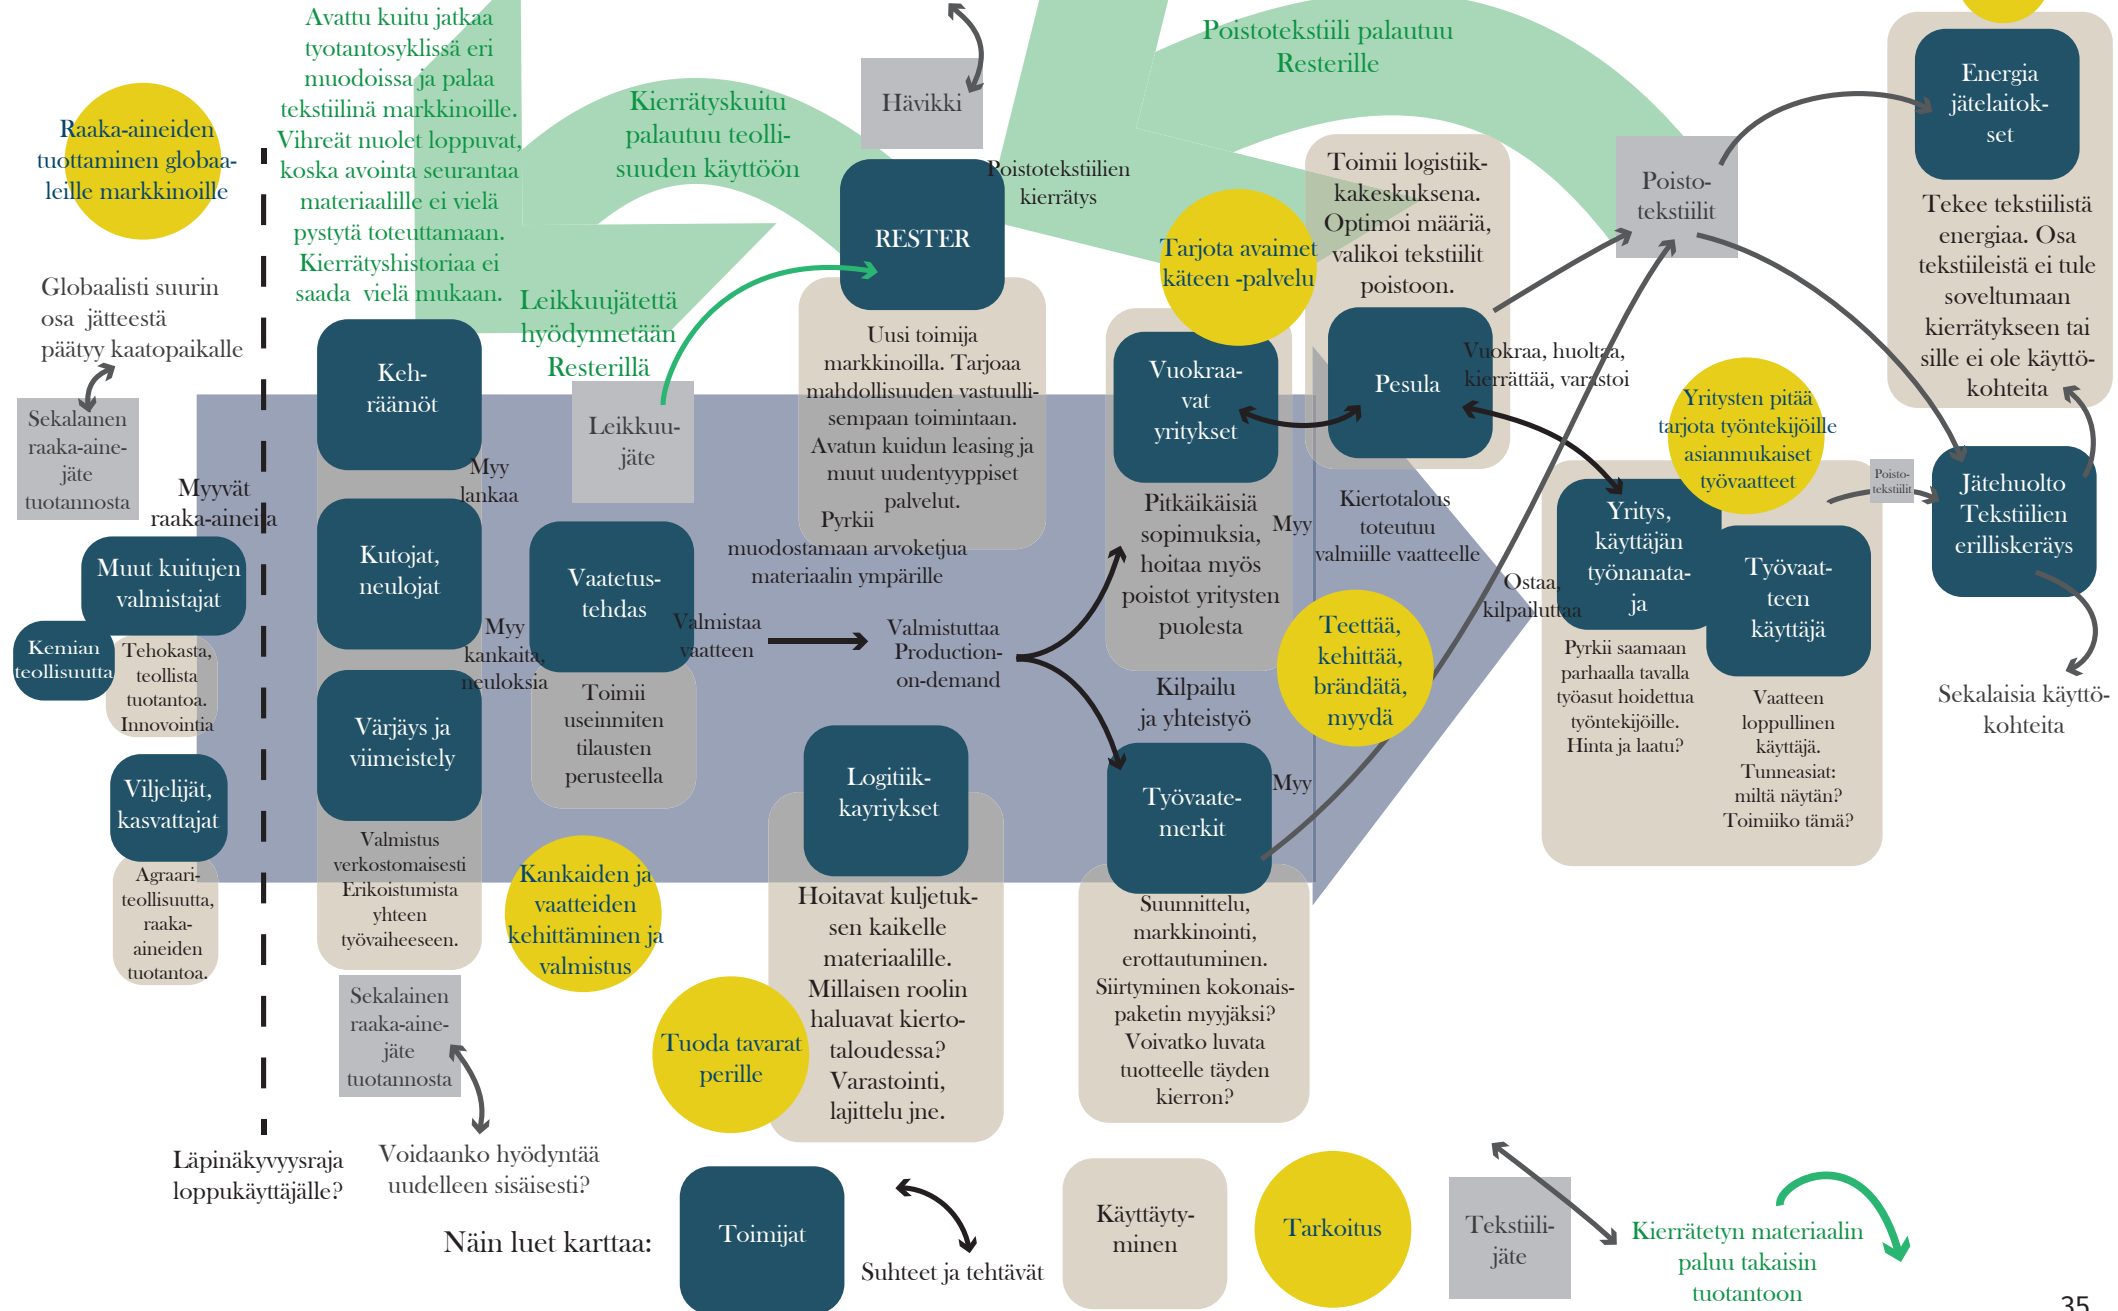 Avattu kuitu jatkaa
tyotantosyklissä eri
muodoissa ja palaa
tekstiilinä markkinoille.
Vihreät nuolet loppuvat,
koska avointa seurantaa
materiaalille ei vielä
pystytä toteuttamaan.
Kierrätyshistoriaa ei
saada vielä mukaan.
Raaka-aineiden
tuottaminen globaa-
leille markkinoille
Globaalisti suurin
osa jätteestä
päätyy kaatopaikalle
Sekalainen
raaka-aine-
jäte
tuotannosta
Myyvät
raaka-aineita
Muut kuitujen
valmistajat
Kemian
teollisuutta
Tehokasta,
teollista
tuotantoa.
Innovointia
Viljelijät,
kasvattajat
Agraari-
teollisuutta,
raaka-
aineiden
tuotantoa.
Läpinäkyvyysraja
loppukäyttäjälle?
Kierrätyskuitu
palautuu teolli-
suuden käyttöön
Leikkuujätettä
hyödynnetään
Resterillä
Keh-
räämöt
Myy
lankaa
Kutojat,
neulojat
Myy
kankaita,
neuloksia
Värjäys ja
viimeistely
Valmistus
verkostomaisesti
Erikoistumista
yhteen
työvaiheeseen.
Sekalainen
raaka-aine-
jäte
tuotannosta
Voidaanko hyödyntää
uudelleen sisäisesti?
Leikkuu-
jäte
Vaatetus-
tehdas
Valmistaa
vaatteen
Toimii
useinmiten
tilausten
perusteella
Kankaiden ja
vaatteiden
kehittäminen ja
valmistus
Tuoda tavarat
perille
Hävikki
RESTER
Poistotekstiilien
kierrätys
Uusi toimija
markkinoilla. Tarjoaa
mahdollisuuden vastuulli-
sempaan toimintaan.
Avatun kuidun leasing ja
muut uudentyyppiset
palvelut.
Pyrkii
muodostamaan arvoketjua
materiaalin ympärille
Valmistuttaa
Production-
on-demand
Logitiik-
kayriykset
Hoitavat kuljetuk-
sen kaikelle
materiaalille.
Millaisen roolin
haluavat kierto-
taloudessa?
Varastointi,
lajittelu jne.
Poistotekstiili palautuu
Resterille
Tarjota avaimet
käteen -palvelu
Vuokraa-
vat
yritykset
Pitkäikäisiä
sopimuksia,
hoitaa myös
poistot yritysten
puolesta
Myy
Kilpailu
ja yhteistyö
Työvaate-
merkit
Myy
Suunnittelu,
markkinointi,
erottautuminen.
Siirtyminen kokonais-
paketin myyjäksi?
Voivatko luvata
tuotteelle täyden
kierron?
Toimii logistiik-
kakeskuksena.
Optimoi määriä,
valikoi tekstiilit
poistoon.
Pesula
Vuokraa, huoltaa,
kierrättää, varastoi
Kiertotalous
toteutuu
valmiille vaatteelle
Teettää,
kehittää,
brändätä,
myydä
Ostaa,
kilpailuttaa
Poisto-
tekstiilit
Yritysten pitää
tarjota työntekijöille
asianmukaiset
työvaatteet
Yritys,
käyttäjän
työnanata-
ja
Pyrkii saamaan
parhaalla tavalla
työasut hoidettua
työntekijöille.
Hinta ja laatu?
Työvaat-
teen
käyttäjä
Vaatteen
loppullinen
käyttäjä.
Tunneasiat:
miltä näytän?
Toimiiko tämä?
Poisto-
tekstiilit
Energia
jätelaitok-
set
Tekee tekstiilistä
energiaa. Osa
tekstiileistä ei tule
soveltumaan
kierrätykseen tai
sille ei ole käyttö-
kohteita
Jätehuolto
Tekstiilien
erilliskeräys
Sekalaisia käyttö-
kohteita
Näin luet karttaa:
Toimijat
Suhteet ja tehtävät
Käyttäyty-
minen
Tarkoitus
Tekstiili-
jäte
Kierrätetyn materiaalin
paluu takaisin
tuotantoon
35